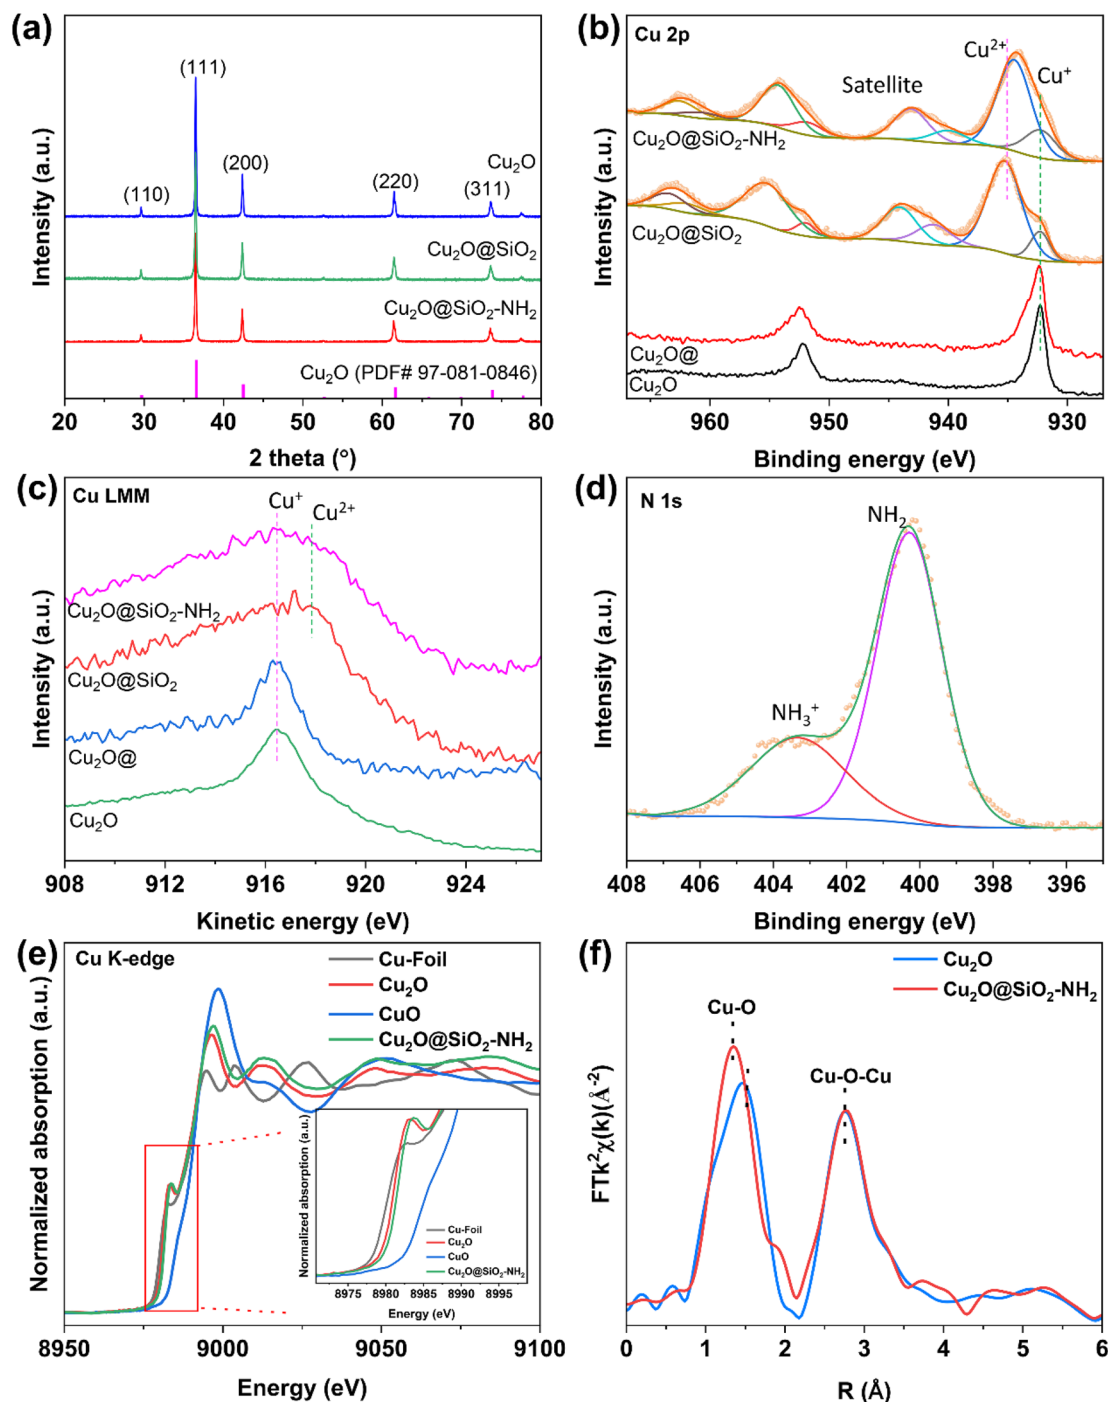 (a)
(111)
(200)
(110)
(220)
(311)
Cu₂O
Cu₂O@SiO₂
Cu₂O@SiO₂-NH₂
Cu₂O (PDF# 97-081-0846)
20 30 40 50 60 70 80
2 theta (°)
Intensity (a.u.)
(b)
Cu 2p
Cu²⁺
Cu⁺
Satellite
Cu₂O@SiO₂-NH₂
Cu₂O@SiO₂
Cu₂O@
Cu₂O
960 950 940 930
Binding energy (eV)
Intensity (a.u.)
(c)
Cu LMM
Cu⁺
Cu²⁺
Cu₂O@SiO₂-NH₂
Cu₂O@SiO₂
Cu₂O@
Cu₂O
908 912 916 920 924
Kinetic energy (eV)
Intensity (a.u.)
(d)
N 1s
NH₂
NH₃⁺
408 406 404 402 400 398 396
Binding energy (eV)
Intensity (a.u.)
(e)
Cu K-edge
Cu-Foil
Cu₂O
CuO
Cu₂O@SiO₂-NH₂
Normalized absorption (a.u.)
Cu-Foil
Cu₂O
CuO
Cu₂O@SiO₂-NH₂
8975 8980 8985 8990 8995
Energy (eV)
8950 9000 9050 9100
Energy (eV)
Normalized absorption (a.u.)
(f)
Cu₂O
Cu₂O@SiO₂-NH₂
Cu-O
Cu-O-Cu
0 1 2 3 4 5 6
R (Å)
FTk²χ(k)(Å⁻²)